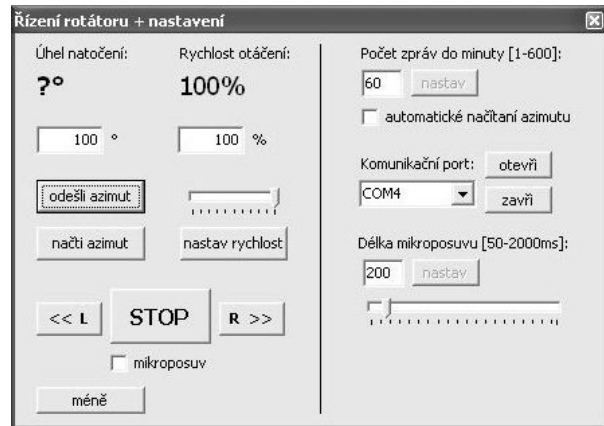 Řízení rotátoru + nastavení
Úhel natočení:
Rychlost otáčení:
?°
100%
100 °
100 %
odešli azimut
načti azimut
nastav rychlost
<< L
STOP
R >>
mikroposuv
méně
Počet zpráv do minuty [1-600]:
60
nastav
automatické načítaní azimutu
Komunikační port:
otevři
COM4
zavři
Délka mikroposuvu [50-2000ms]:
200
nastav